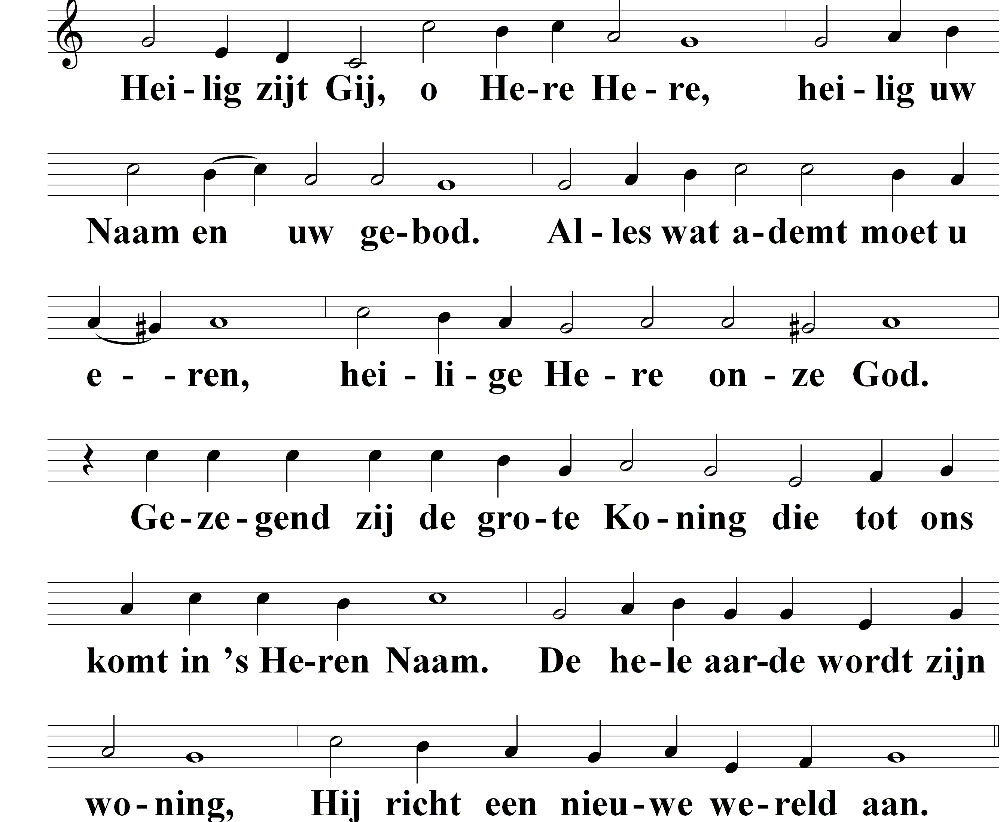 Hei - lig zijt Gij, o He-re He - re, hei - lig uw
Naam en uw ge-bod. Al - les wat a-demt moet u
e - - ren, hei - li - ge He - re on - ze God.
Ge-ze-gend zij de gro-te Ko-ning die tot ons
komt in ’s He-ren Naam. De he-le aar-de wordt zijn
wo-ning, Hij richt een nieu-we we-reld aan.